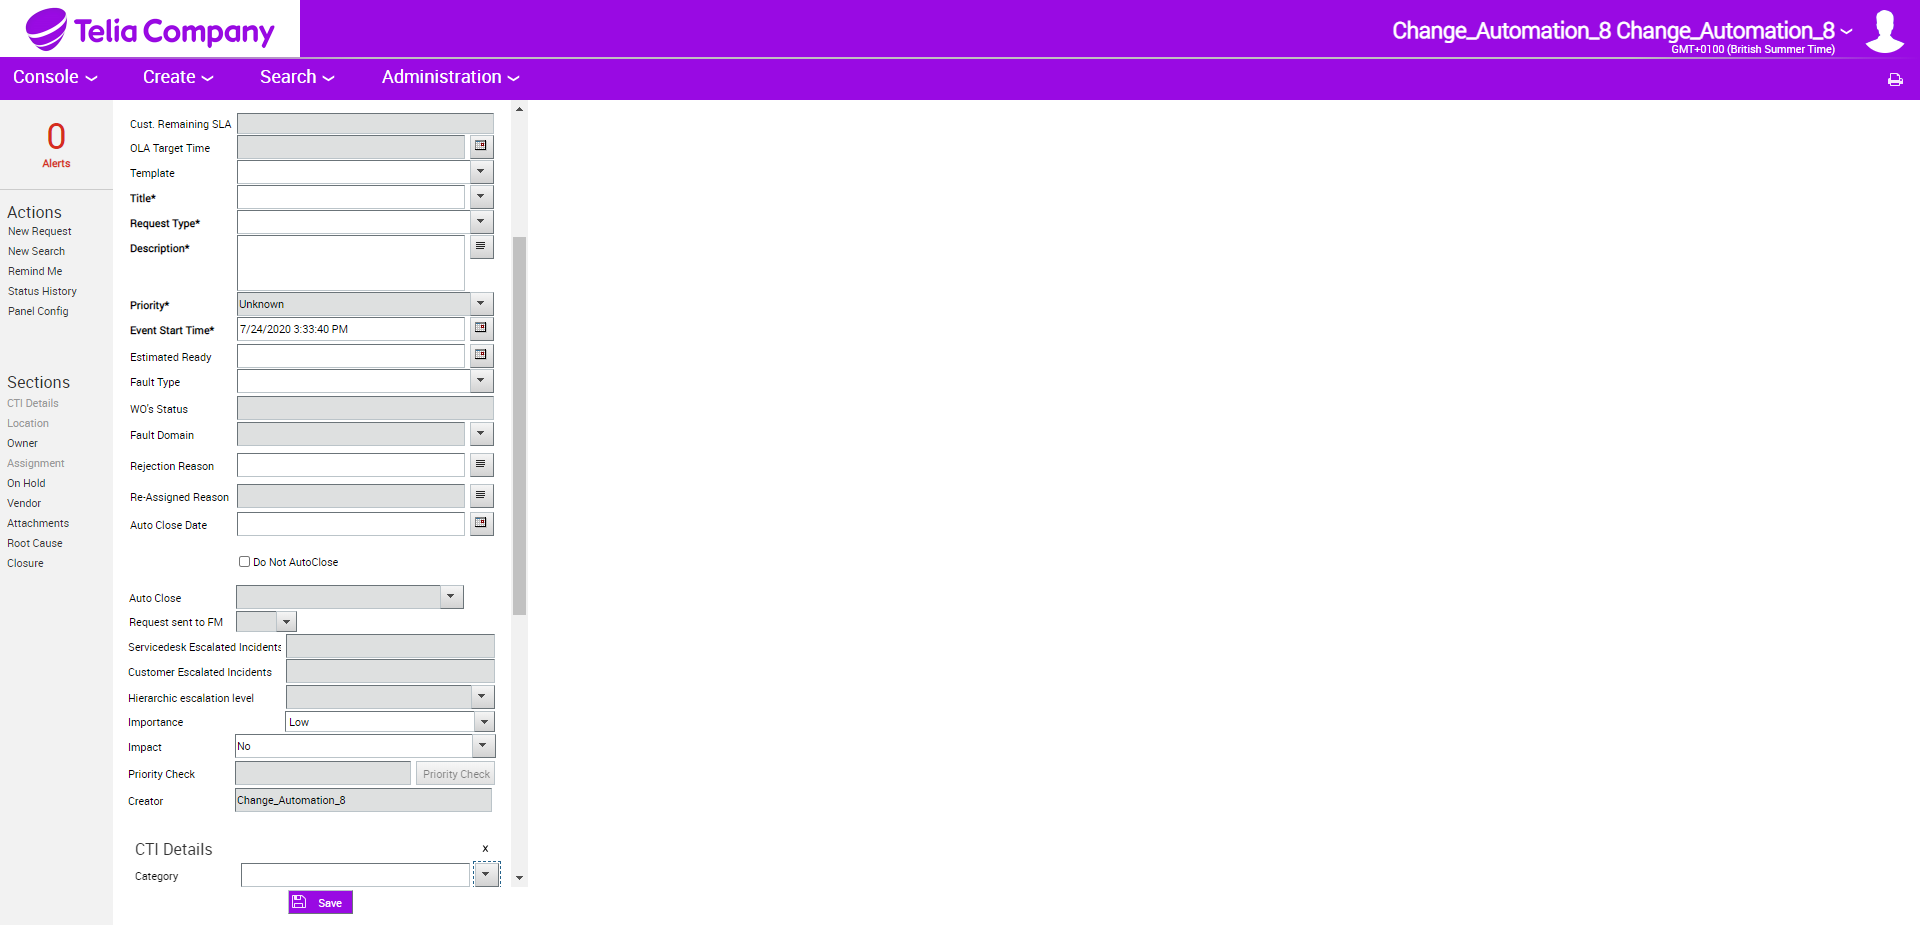 Telia Company
Change_Automation_8 Change_Automation_8
GMT+0100 (British Summer Time)
Console
Create
Search
Administration
0
Alerts
Actions
New Request
New Search
Remind Me
Status History
Panel Config
Sections
CTI Details
Location
Owner
Assignment
On Hold
Vendor
Attachments
Root Cause
Closure
Cust. Remaining SLA
OLA Target Time
Template
Title*
Request Type*
Description*
Priority* Unknown
Event Start Time* 7/24/2020 3:33:40 PM
Estimated Ready
Fault Type
WO's Status
Fault Domain
Rejection Reason
Re-Assigned Reason
Auto Close Date
Do Not AutoClose
Auto Close
Request sent to FM
Servicedesk Escalated Incidents
Customer Escalated Incidents
Hierarchic escalation level
Importance Low
Impact No
Priority Check Priority Check
Creator Change_Automation_8
CTI Details x
Category
Save